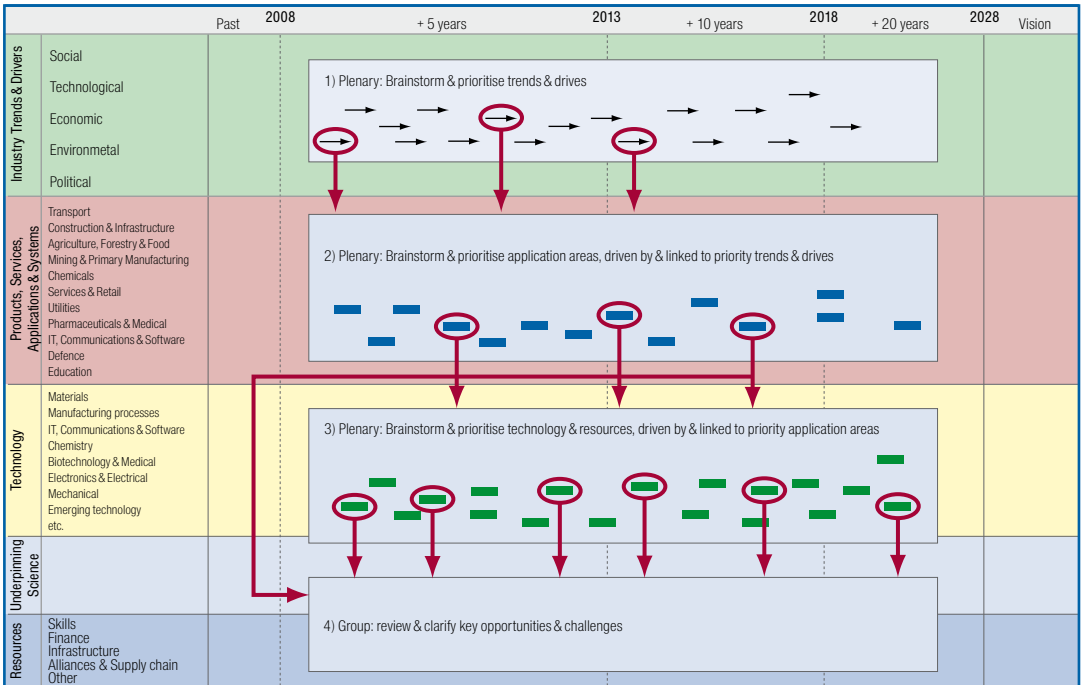 Past
2008
+ 5 years
2013
+ 10 years
2018
+ 20 years
2028
Vision
Industry Trends & Drivers
Social
Technological
Economic
Environmetal
Political
1) Plenary: Brainstorm & prioritise trends & drives
Products, Services,
Applications & Systems
Transport
Construction & Infrastructure
Agriculture, Forestry & Food
Mining & Primary Manufacturing
Chemicals
Services & Retail
Utilities
Pharmaceuticals & Medical
IT, Communications & Software
Defence
Education
2) Plenary: Brainstorm & prioritise application areas, driven by & linked to priority trends & drives
Technology
Materials
Manufacturing processes
IT, Communications & Software
Chemistry
Biotechnology & Medical
Electronics & Electrical
Mechanical
Emerging technology
etc.
3) Plenary: Brainstorm & prioritise technology & resources, driven by & linked to priority application areas
Underpinning
Science
4) Group: review & clarify key opportunities & challenges
Resources
Skills
Finance
Infrastructure
Alliances & Supply chain
Other